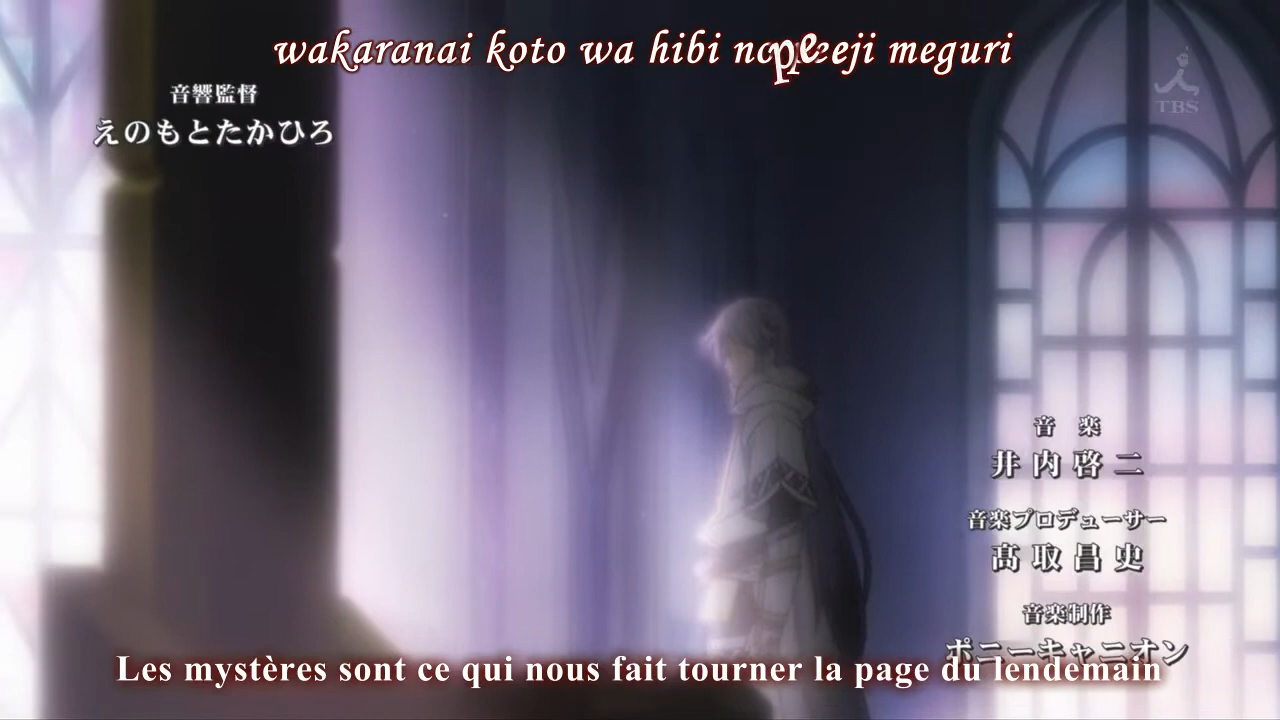 wakaranai koto wa hibi no peeji meguri
TBS
音響監督
えのもとたかひろ
音 楽
井内啓二
音楽プロデューサー
髙取昌史
音楽制作
ポニーキャニオン
Les mystères sont ce qui nous fait tourner la page du lendemain